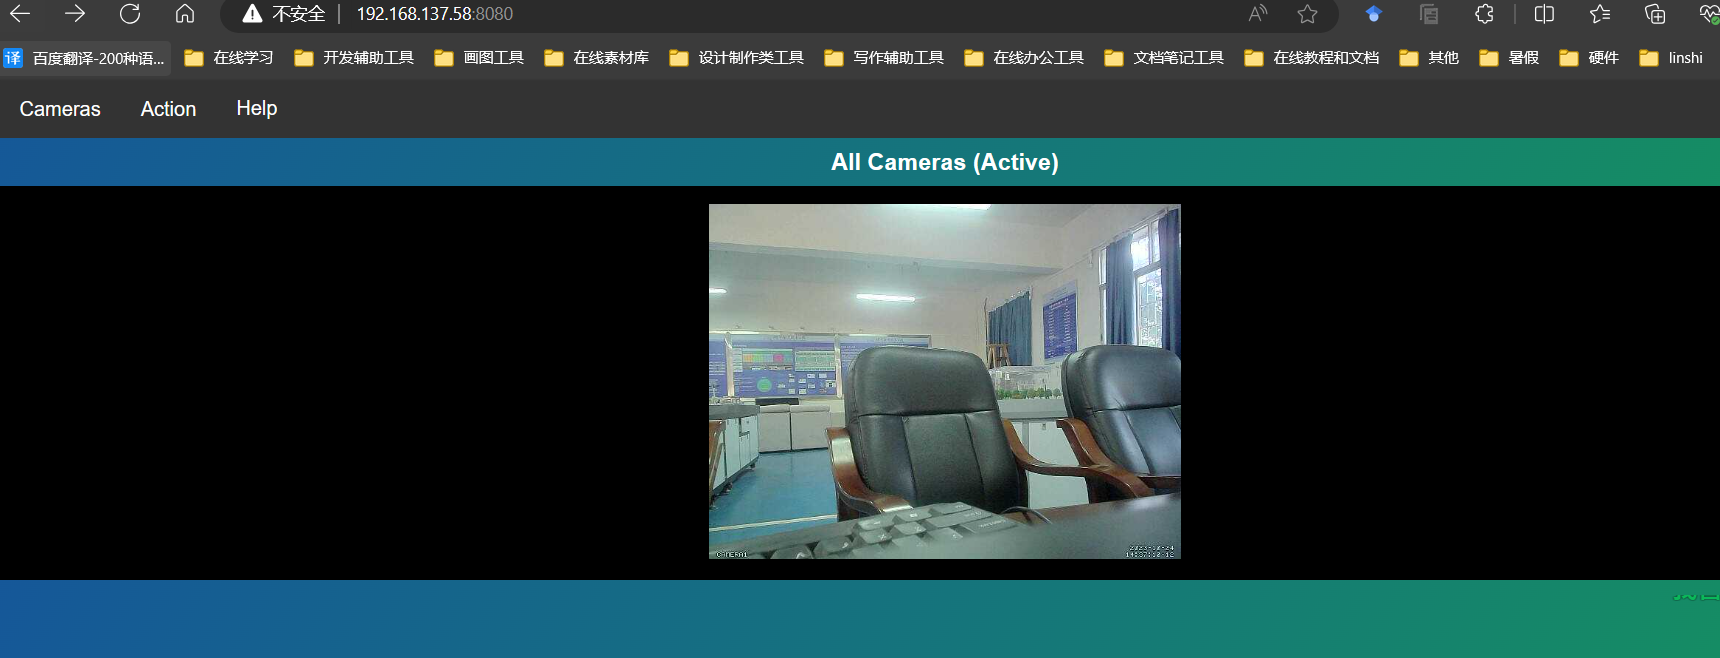 不安全 192.168.137.58:8080
百度翻译-200种语... 在线学习 开发辅助工具 画图工具 在线素材库 设计制作类工具 写作辅助工具 在线办公工具 文档笔记工具 在线教程和文档 其他 暑假 硬件 linshi
Cameras Action Help
All Cameras (Active)
CAMERA1
2023-10-24